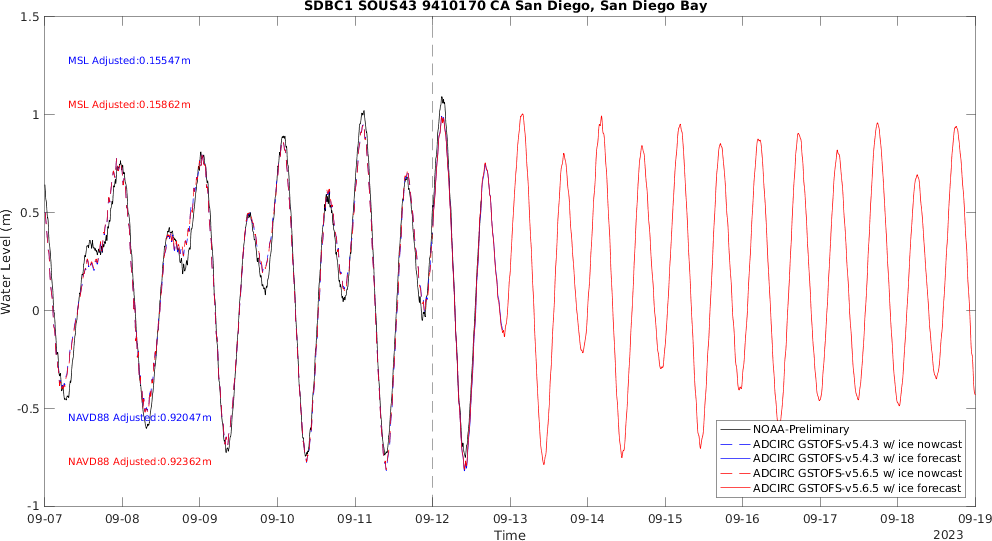 SDBC1 SOUS43 9410170 CA San Diego, San Diego Bay
1.5
1
0.5
0
-0.5
-1
Water Level (m)
MSL Adjusted:0.15547m
MSL Adjusted:0.15862m
NAVD88 Adjusted:0.92047m
NAVD88 Adjusted:0.92362m
NOAA-Preliminary
ADCIRC GSTOFS-v5.4.3 w/ ice nowcast
ADCIRC GSTOFS-v5.4.3 w/ ice forecast
ADCIRC GSTOFS-v5.6.5 w/ ice nowcast
ADCIRC GSTOFS-v5.6.5 w/ ice forecast
09-07 09-08 09-09 09-10 09-11 09-12 09-13 09-14 09-15 09-16 09-17 09-18 09-19
Time
2023